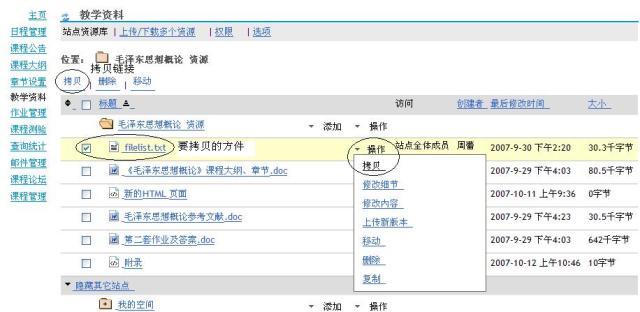 主页
日程管理
课程公告
课程大纲
章节设置
教学资料
作业管理
课程测验
查询统计
邮件管理
课程论坛
课程管理
教学资料
站点资源库 | 上传/下载多个资源 | 权限 | 选项
位置： 毛泽东思想概论 资源
拷贝链接
拷贝 | 删除 | 移动
标题 访问 创建者 最后修改时间 大小
毛泽东思想概论 资源 添加 操作
filelist.txt 要拷贝的方件 操作 站点全体成员 周蕾 2007-9-30 下午2:20 30.3千字节
拷贝
《毛泽东思想概论》课程大纲、章节.doc 2007-9-29 下午4:03 80.5千字节
修改细节
新的HTML 页面 2007-10-11 上午9:36 0字节
修改内容
毛泽东思想概论参考文献.doc 2007-9-29 下午4:23 30.5千字节
上传新版本
第二套作业及答案.doc 2007-9-29 下午4:03 642千字节
移动
附录 2007-10-12 上午10:46 10字节
删除
复制
隐藏其它站点
我的空间 添加 操作